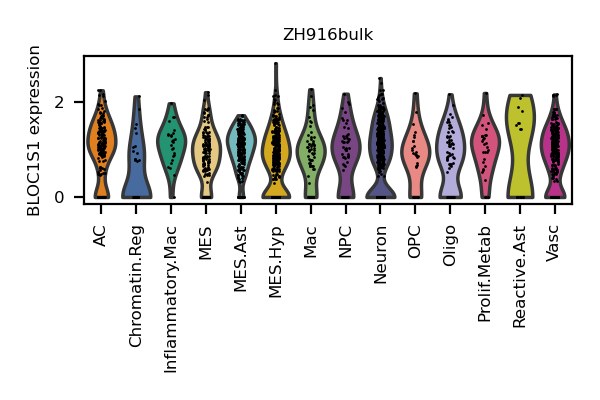 ZH916bulk
BLOC1S1 expression
2
0
AC
Chromatin.Reg
Inflammatory.Mac
MES
MES.Ast
MES.Hyp
Mac
NPC
Neuron
OPC
Oligo
Prolif.Metab
Reactive.Ast
Vasc